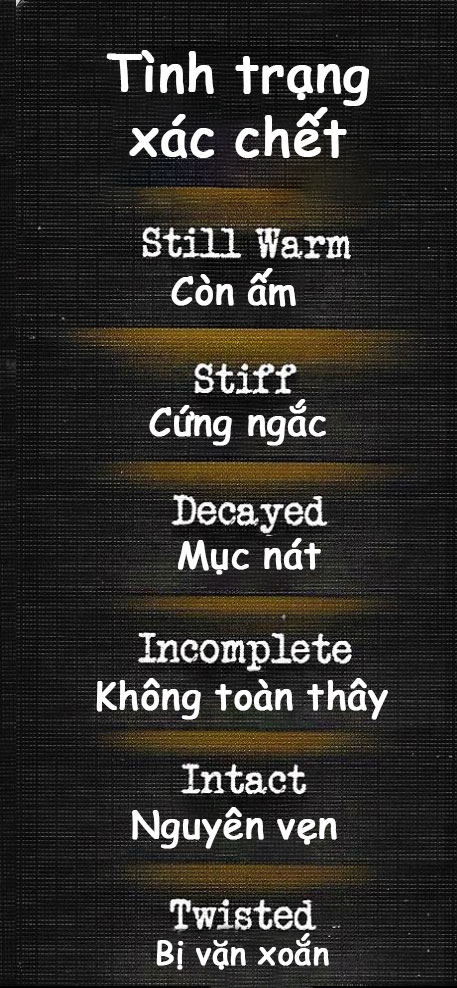 Tình trạng
xác chết
Still Warm
Còn ấm
Stiff
Cứng ngắc
Decayed
Mục nát
Incomplete
Không toàn thây
Intact
Nguyên vẹn
Twisted
Bị vặn xoắn